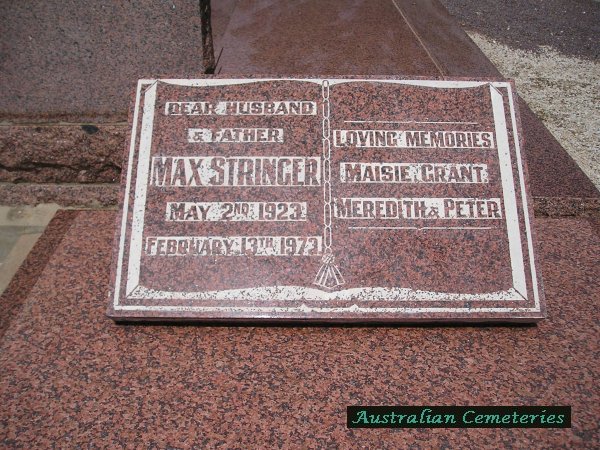 DEAR HUSBAND
& FATHER
MAX STRINGER
MAY 2ND 1923
FEBRUARY 13TH 1973
LOVING MEMORIES
MAISIE GRANT
MEREDITH & PETER
Australian Cemeteries